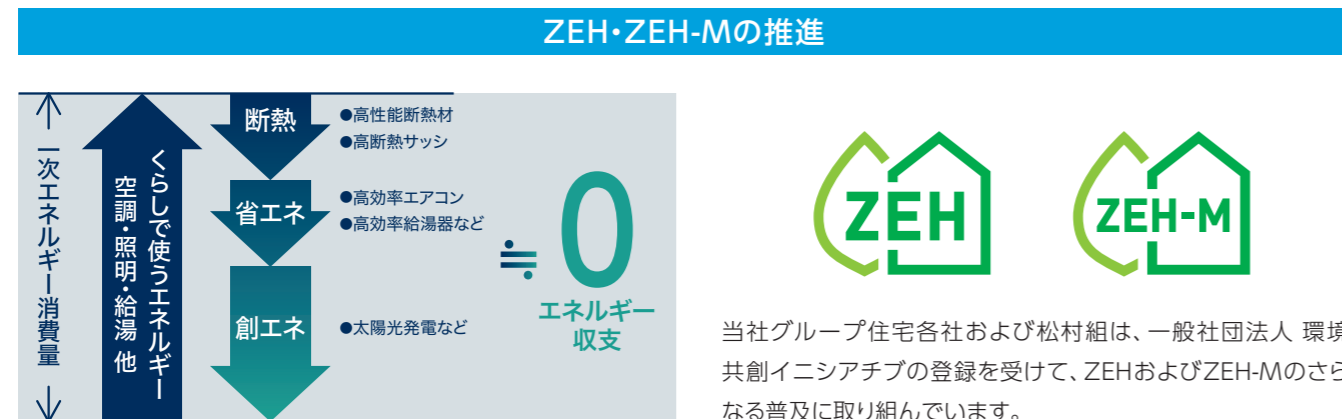 ZEH・ZEH-Mの推進
一次エネルギー消費量
くらしで使うエネルギー
空調・照明・給湯 他
断熱
●高性能断熱材
●高断熱サッシ
省エネ
●高効率エアコン
●高効率給湯器など
創エネ
●太陽光発電など
≒0
エネルギー
収支
ZEH
ZEH-M
当社グループ住宅各社および松村組は、一般社団法人 環境
共創イニシアチブの登録を受けて、ZEHおよびZEH-Mのさら
なる普及に取り組んでいます。